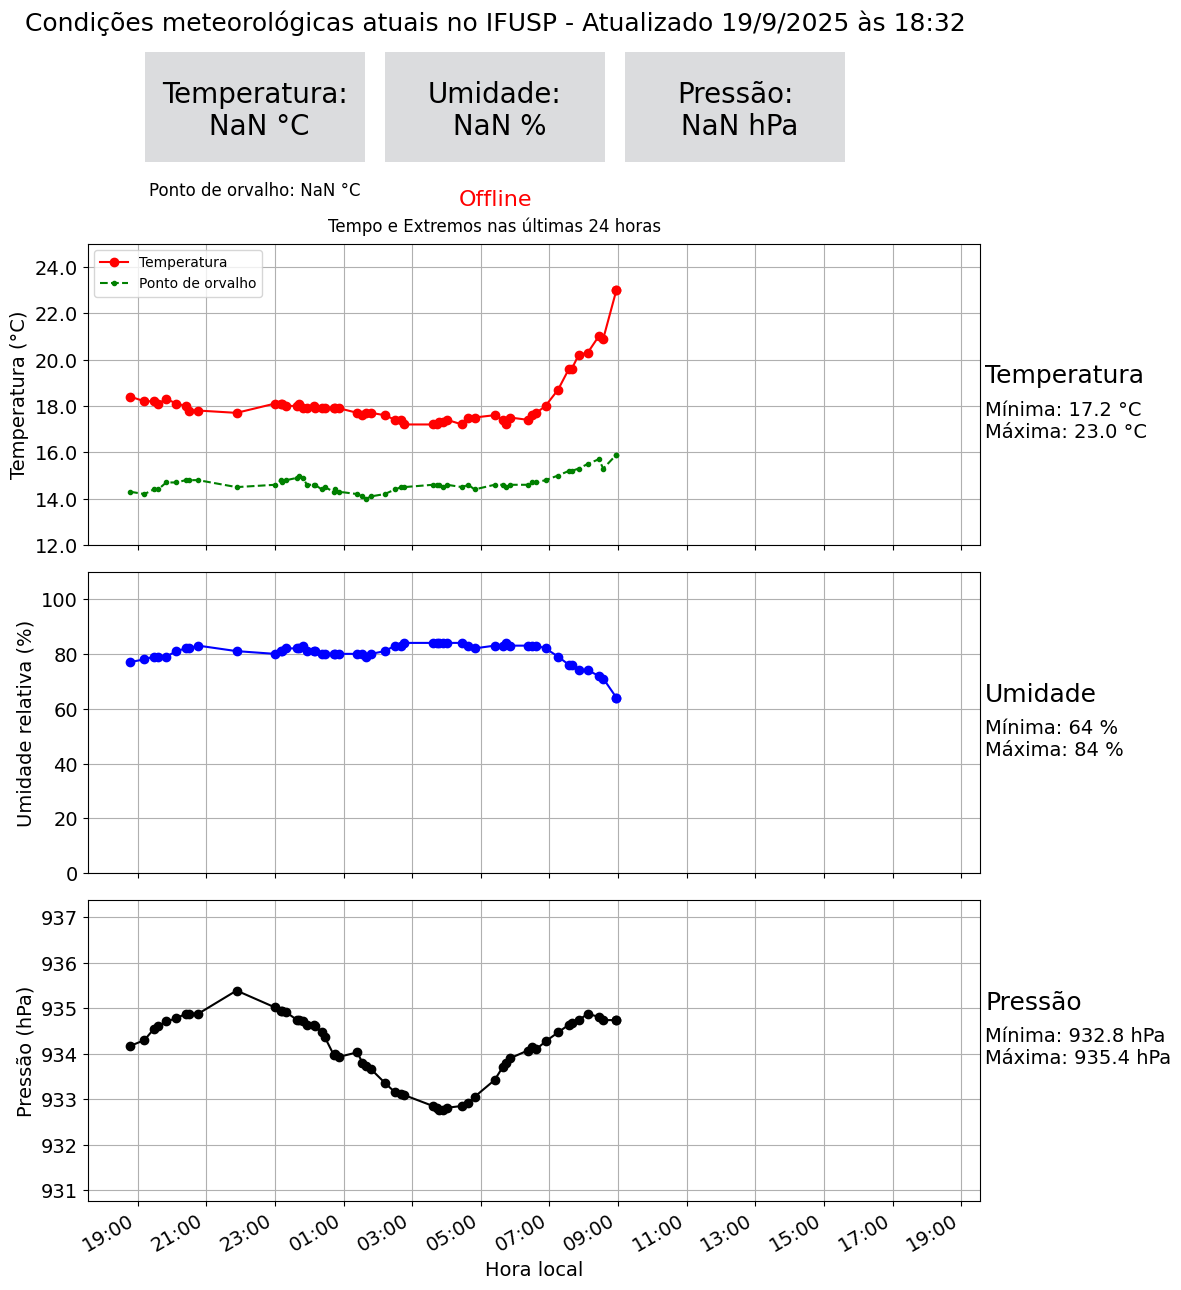 Condições meteorológicas atuais no IFUSP - Atualizado 19/9/2025 às 18:32
Temperatura:
NaN °C
Umidade:
NaN %
Pressão:
NaN hPa
Ponto de orvalho: NaN °C
Offline
Tempo e Extremos nas últimas 24 horas
Temperatura
Ponto de orvalho
Temperatura (°C)
24.0
22.0
20.0
18.0
16.0
14.0
12.0
Temperatura
Mínima: 17.2 °C
Máxima: 23.0 °C
Umidade relativa (%)
100
80
60
40
20
0
Umidade
Mínima: 64 %
Máxima: 84 %
Pressão (hPa)
937
936
935
934
933
932
931
Pressão
Mínima: 932.8 hPa
Máxima: 935.4 hPa
19:00 21:00 23:00 01:00 03:00 05:00 07:00 09:00 11:00 13:00 15:00 17:00 19:00
Hora local